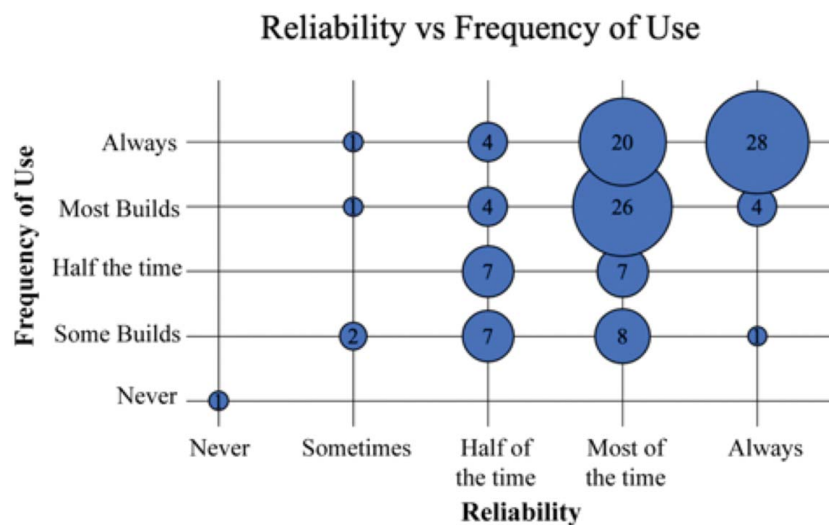 Reliability vs Frequency of Use
Frequency of Use
Always
1 4 20 28
Most Builds
1 4 26 4
Half the time
7 7
Some Builds
2 7 8 1
Never
1
Never Sometimes Half of the time Most of the time Always
Reliability